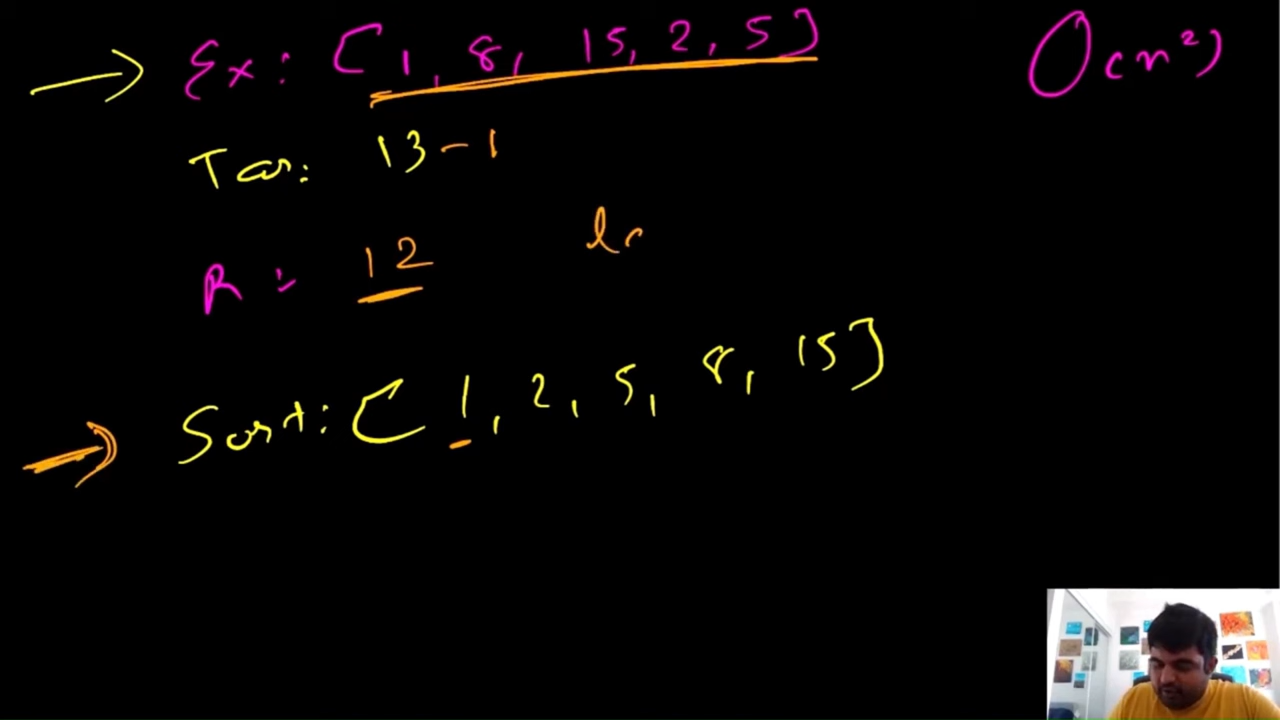 Ex: [1, 8, 15, 2, 5] O(n²)
Tar: 13 - 1
R: 12
Sort: [1, 2, 5, 8, 15]